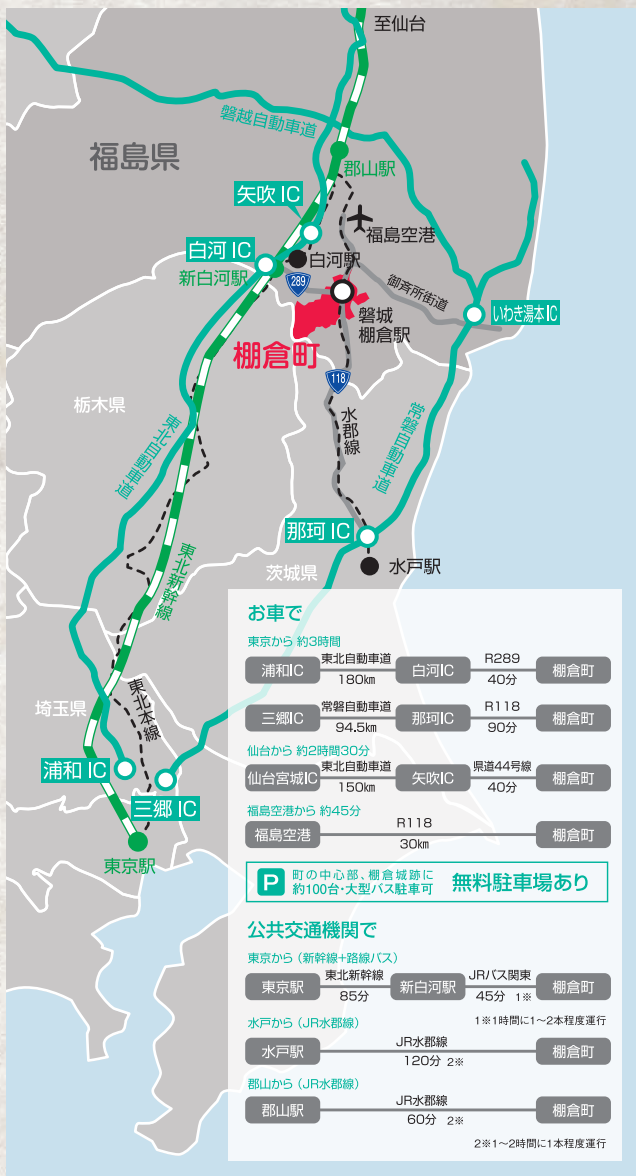 至仙台
磐越自動車道
福島県
郡山駅
矢吹 IC
福島空港
白河 IC
白河駅
新白河駅
289
御斉所街道
磐城
棚倉駅
いわき湯本 IC
棚倉町
118
栃木県
水郡線
常磐自動車道
東北自動車道
那珂 IC
茨城県
水戸駅
東北新幹線
埼玉県
東北本線
浦和 IC
三郷 IC
東京駅
お車で
東京から 約3時間
浦和IC 東北自動車道 180km 白河IC R289 40分 棚倉町
三郷IC 常磐自動車道 94.5km 那珂IC R118 90分 棚倉町
仙台から 約2時間30分
仙台宮城IC 東北自動車道 150km 矢吹IC 県道44号線 40分 棚倉町
福島空港から 約45分
福島空港 R118 30km 棚倉町
P 町の中心部、棚倉城跡に
約100台・大型バス駐車可 無料駐車場あり
公共交通機関で
東京から（新幹線+路線バス）
東京駅 東北新幹線 85分 新白河駅 JRバス関東 45分 1※ 棚倉町
1※1時間に1〜2本程度運行
水戸から（JR水郡線）
水戸駅 JR水郡線 120分 2※ 棚倉町
郡山から（JR水郡線）
郡山駅 JR水郡線 60分 2※ 棚倉町
2※1〜2時間に1本程度運行